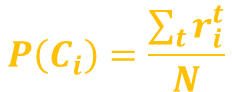 P(C_i) = \frac{\sum_t r_i^t}{N}